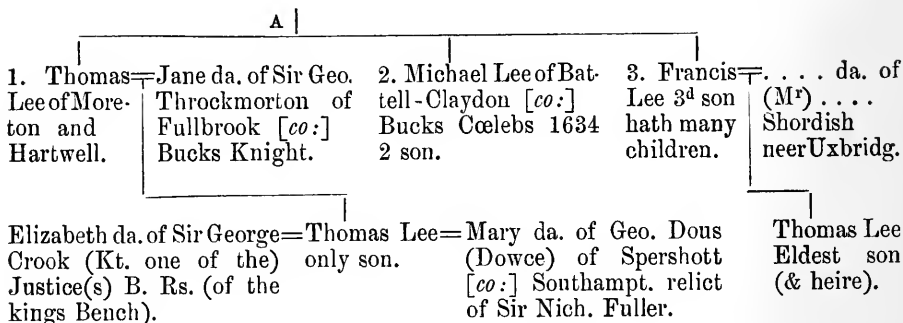 A
1. Thomas=Jane da. of Sir Geo.
Lee of More-
ton and
Hartwell.
Throckmorton of
Fullbrook [co:]
Bucks Knight.
2. Michael Lee of Bat-
tell-Claydon [co:]
Bucks Cœlebs 1634
2 son.
3. Francis=. . . . da. of
Lee 3d son
hath many
children.
(Mr) . . . .
Shordish
neer Uxbridg.
Elizabeth da. of Sir George=Thomas Lee=Mary da. of Geo. Dous
Crook (Kt. one of the)
Justice(s) B. Rs. (of the
kings Bench).
only son.
(Dowce) of Spershott
[co:] Southampt. relict
of Sir Nich. Fuller.
Thomas Lee
Eldest son
(& heire).